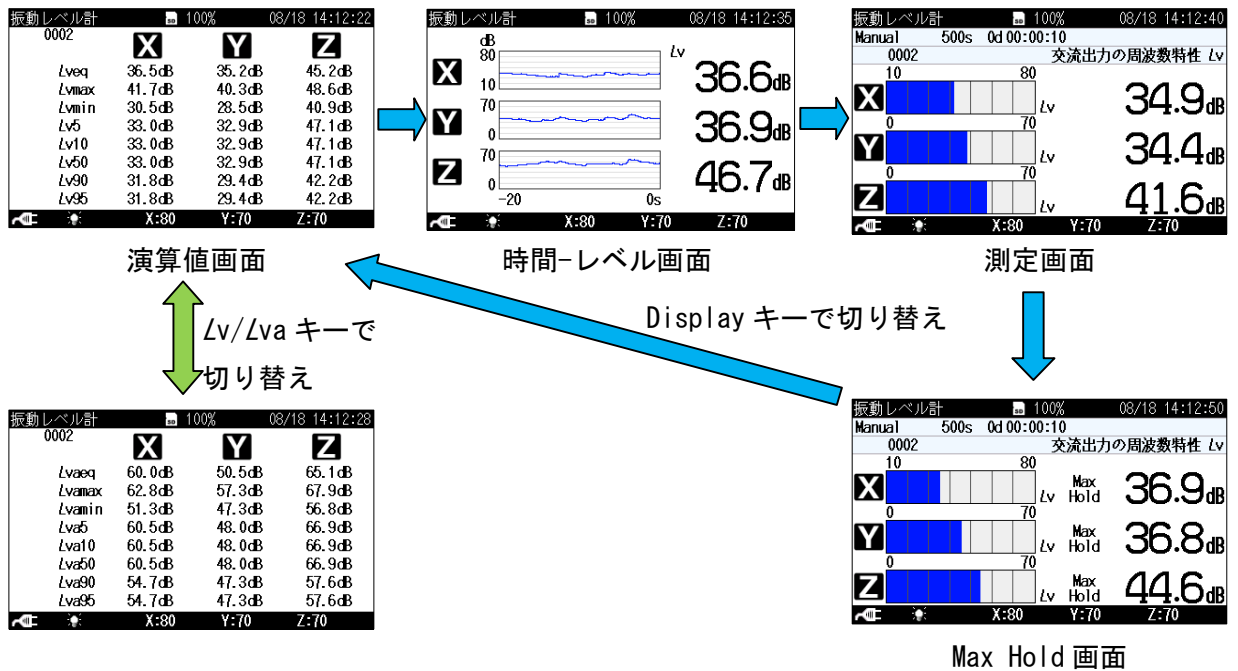 振動レベル計 SD 100% 08/18 14:12:22
0002
X Y Z
Lveq 36.5dB 35.2dB 45.2dB
Lvmax 41.7dB 40.3dB 48.6dB
Lvmin 30.5dB 28.5dB 40.9dB
Lv5 33.0dB 32.9dB 47.1dB
Lv10 33.0dB 32.9dB 47.1dB
Lv50 33.0dB 32.9dB 47.1dB
Lv90 31.8dB 29.4dB 42.2dB
Lv95 31.8dB 29.4dB 42.2dB
X:80 Y:70 Z:70
演算値画面
振動レベル計 SD 100% 08/18 14:12:35
dB
Lv
80
X 36.6dB
10
70
Y 36.9dB
0
70
Z 46.7dB
0
-20 0s
X:80 Y:70 Z:70
時間-レベル画面
振動レベル計 SD 100% 08/18 14:12:40
Manual 500s 0d 00:00:10
0002 交流出力の周波数特性 Lv
10 80
X Lv 34.9dB
0 70
Y Lv 34.4dB
0 70
Z Lv 41.6dB
X:80 Y:70 Z:70
測定画面
Lv/Lva キーで
切り替え
Display キーで切り替え
振動レベル計 SD 100% 08/18 14:12:28
0002
X Y Z
Lvaeq 60.0dB 50.5dB 65.1dB
Lvamax 62.8dB 57.3dB 67.9dB
Lvamin 51.3dB 47.3dB 56.8dB
Lva5 60.5dB 48.0dB 66.9dB
Lva10 60.5dB 48.0dB 66.9dB
Lva50 60.5dB 48.0dB 66.9dB
Lva90 54.7dB 47.3dB 57.6dB
Lva95 54.7dB 47.3dB 57.6dB
X:80 Y:70 Z:70
振動レベル計 SD 100% 08/18 14:12:50
Manual 500s 0d 00:00:10
0002 交流出力の周波数特性 Lv
10 80
X Lv Max Hold 36.9dB
0 70
Y Lv Max Hold 36.8dB
0 70
Z Lv Max Hold 44.6dB
X:80 Y:70 Z:70
Max Hold 画面